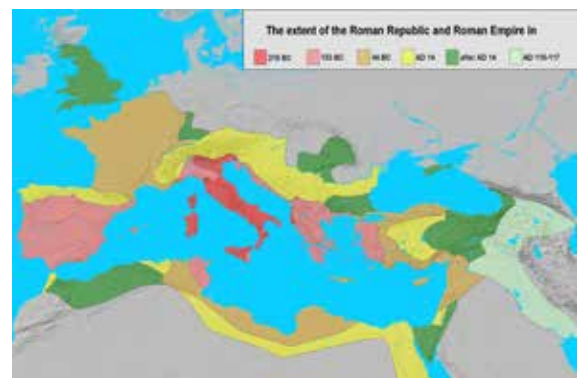 The extent of the Roman Republic and Roman Empire in
218 BC 133 BC 44 BC AD 14 after AD 14 AD 116-117